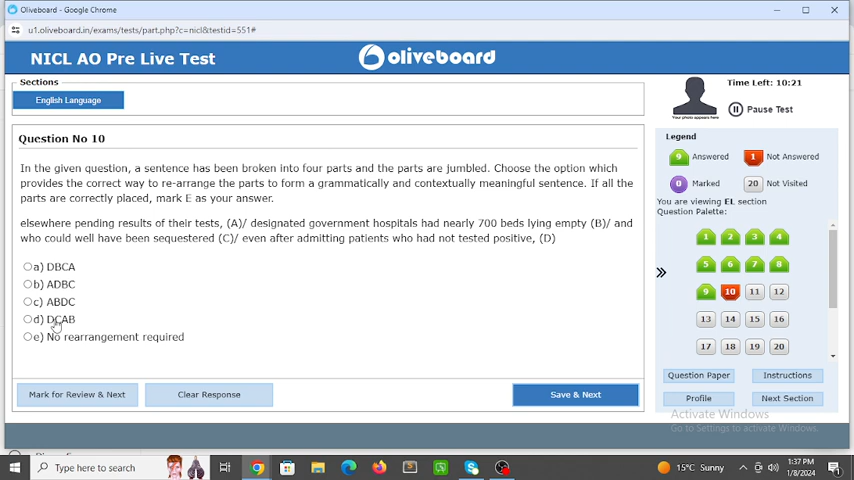 Oliveboard - Google Chrome
u1.oliveboard.in/exams/tests/part.php?c=nicl&testid=551#
NICL AO Pre Live Test
oliveboard
Sections
English Language
Time Left: 10:21
Pause Test
Your photo appears here
Question No 10
In the given question, a sentence has been broken into four parts and the parts are jumbled. Choose the option which
provides the correct way to re-arrange the parts to form a grammatically and contextually meaningful sentence. If all the
parts are correctly placed, mark E as your answer.
elsewhere pending results of their tests, (A)/ designated government hospitals had nearly 700 beds lying empty (B)/ and
who could well have been sequestered (C)/ even after admitting patients who had not tested positive, (D)
a) DBCA
b) ADBC
c) ABDC
d) DCAB
e) No rearrangement required
Mark for Review & Next
Clear Response
Save & Next
Legend
9 Answered
1 Not Answered
0 Marked
20 Not Visited
You are viewing EL section
Question Palette:
1 2 3 4
5 6 7 8
9 10 11 12
13 14 15 16
17 18 19 20
Question Paper
Instructions
Profile
Next Section
Activate Windows
Go to Settings to activate Windows.
Type here to search
15°C Sunny
1:37 PM
1/8/2024